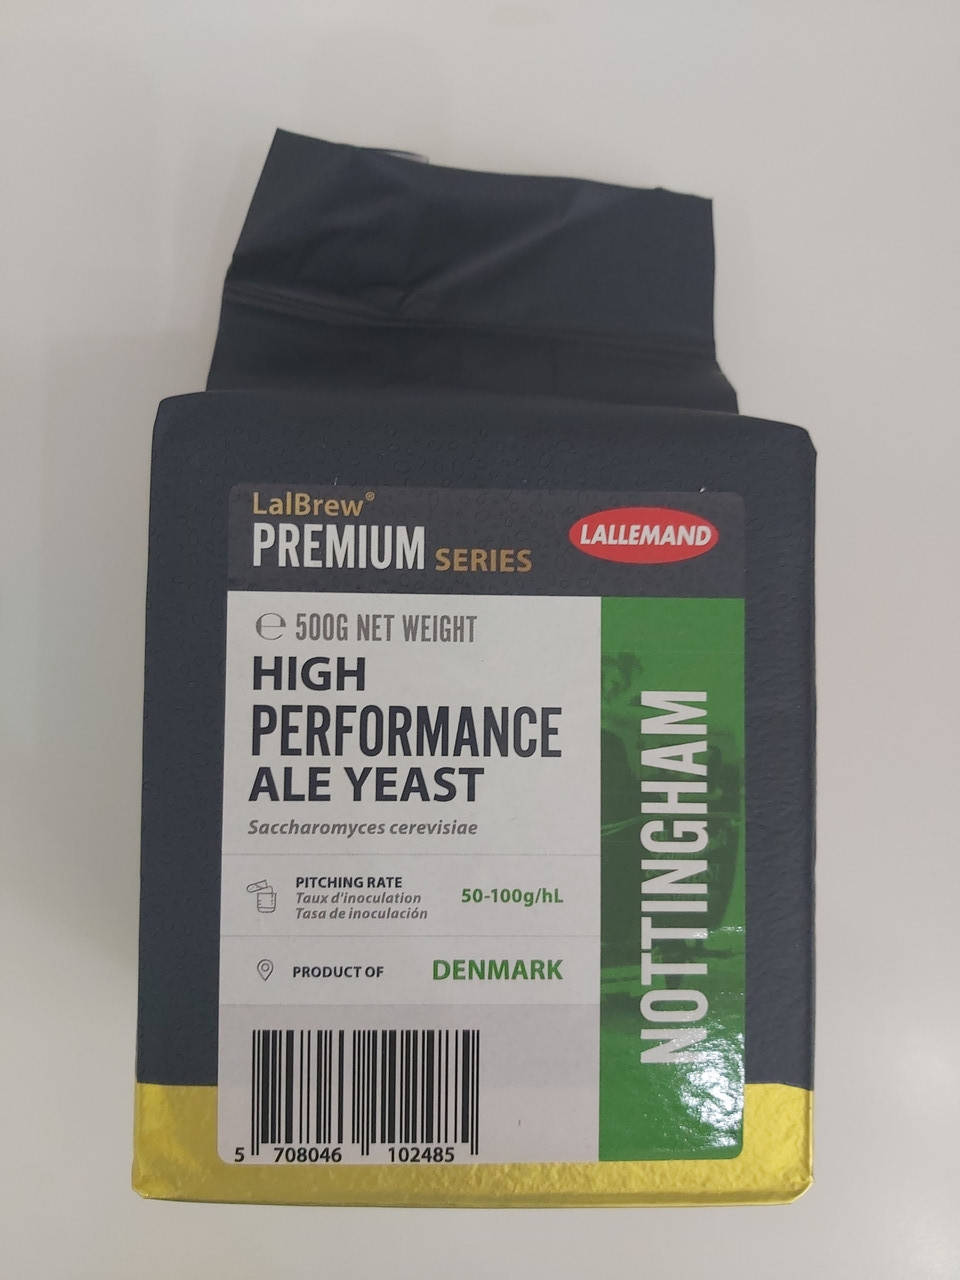 LalBrew®
PREMIUM SERIES
LALLEMAND
℮ 500G NET WEIGHT
HIGH
PERFORMANCE
ALE YEAST
Saccharomyces cerevisiae
PITCHING RATE
Taux d'inoculation
Tasa de inoculación
50-100g/hL
PRODUCT OF DENMARK
NOTTINGHAM
5 708046 102485